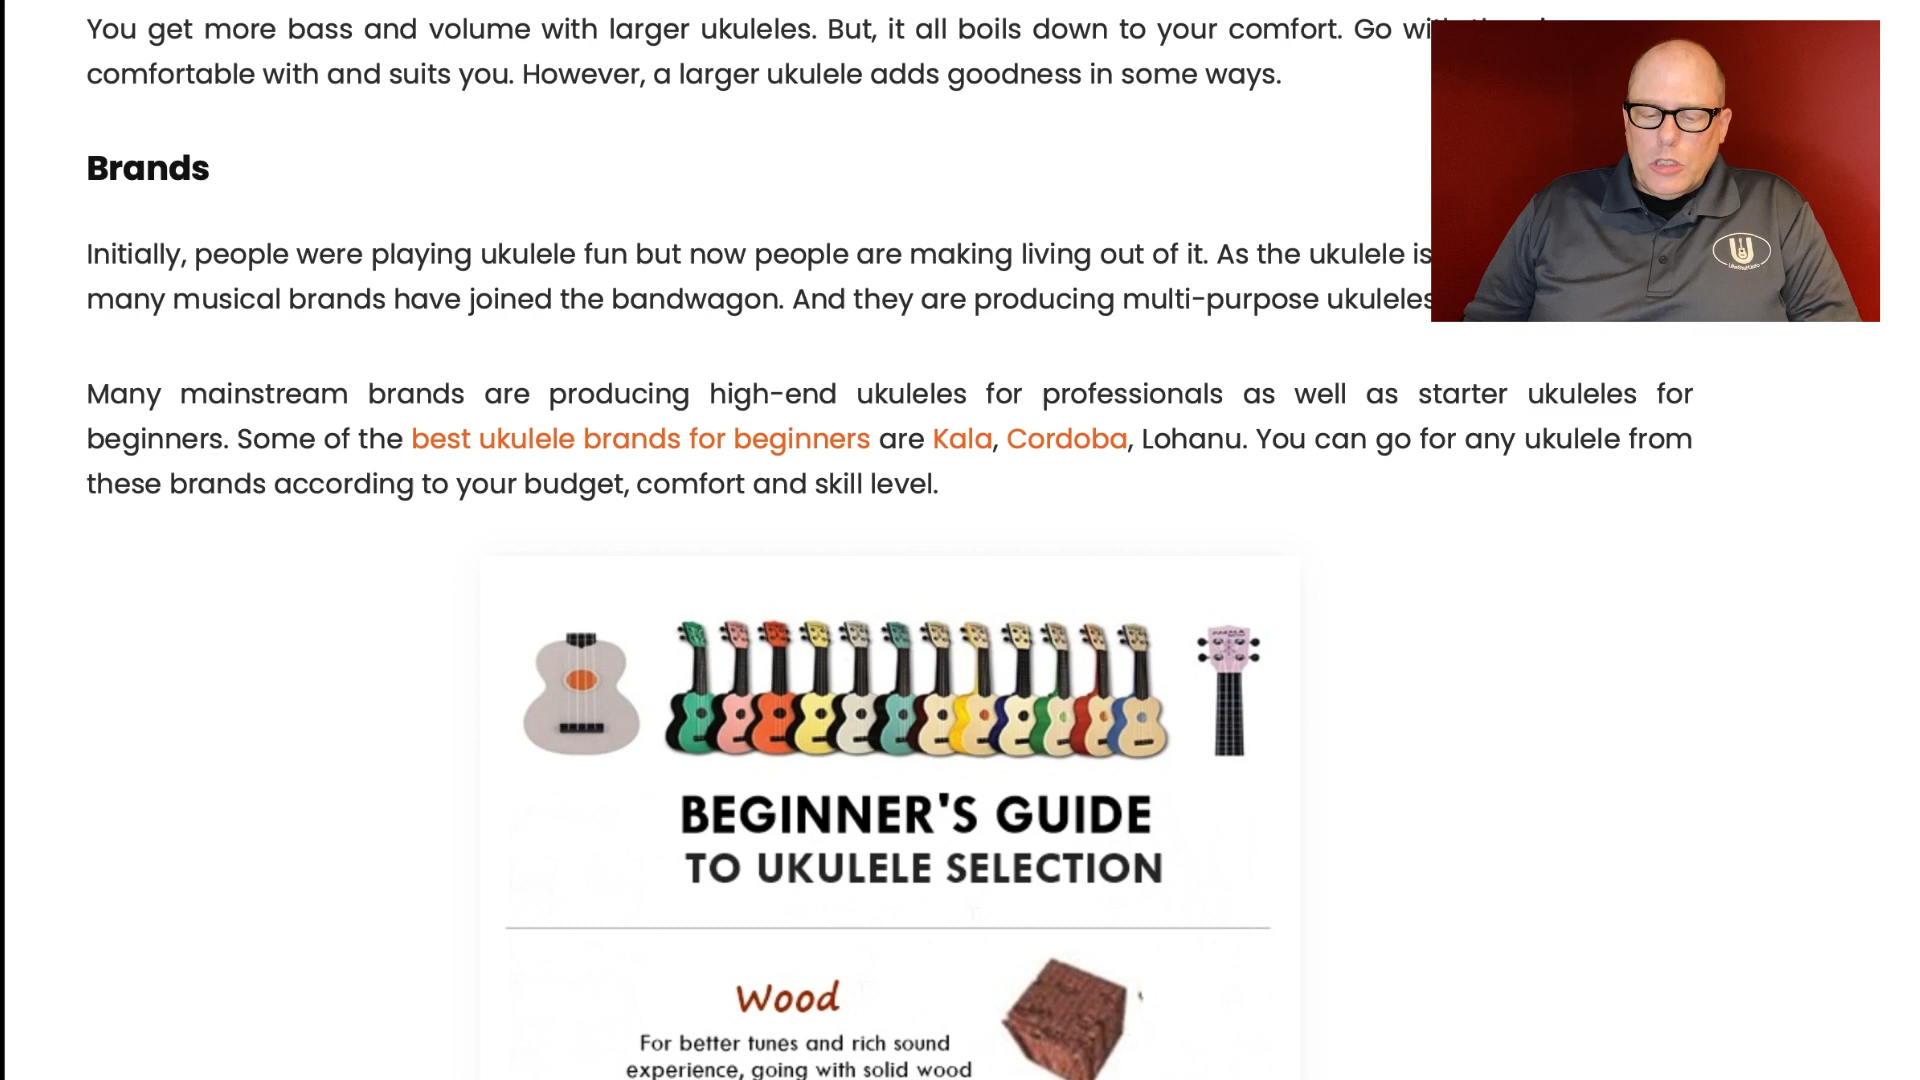 You get more bass and volume with larger ukuleles. But, it all boils down to your comfort. Go
comfortable with and suits you. However, a larger ukulele adds goodness in some ways.
Brands
Initially, people were playing ukulele fun but now people are making living out of it. As the ukulele is
many musical brands have joined the bandwagon. And they are producing multi-purpose ukuleles
Many mainstream brands are producing high-end ukuleles for professionals as well as starter ukuleles for
beginners. Some of the best ukulele brands for beginners are Kala, Cordoba, Lohanu. You can go for any ukulele from
these brands according to your budget, comfort and skill level.
BEGINNER'S GUIDE
TO UKULELE SELECTION
Wood
For better tunes and rich sound
experience, going with solid wood